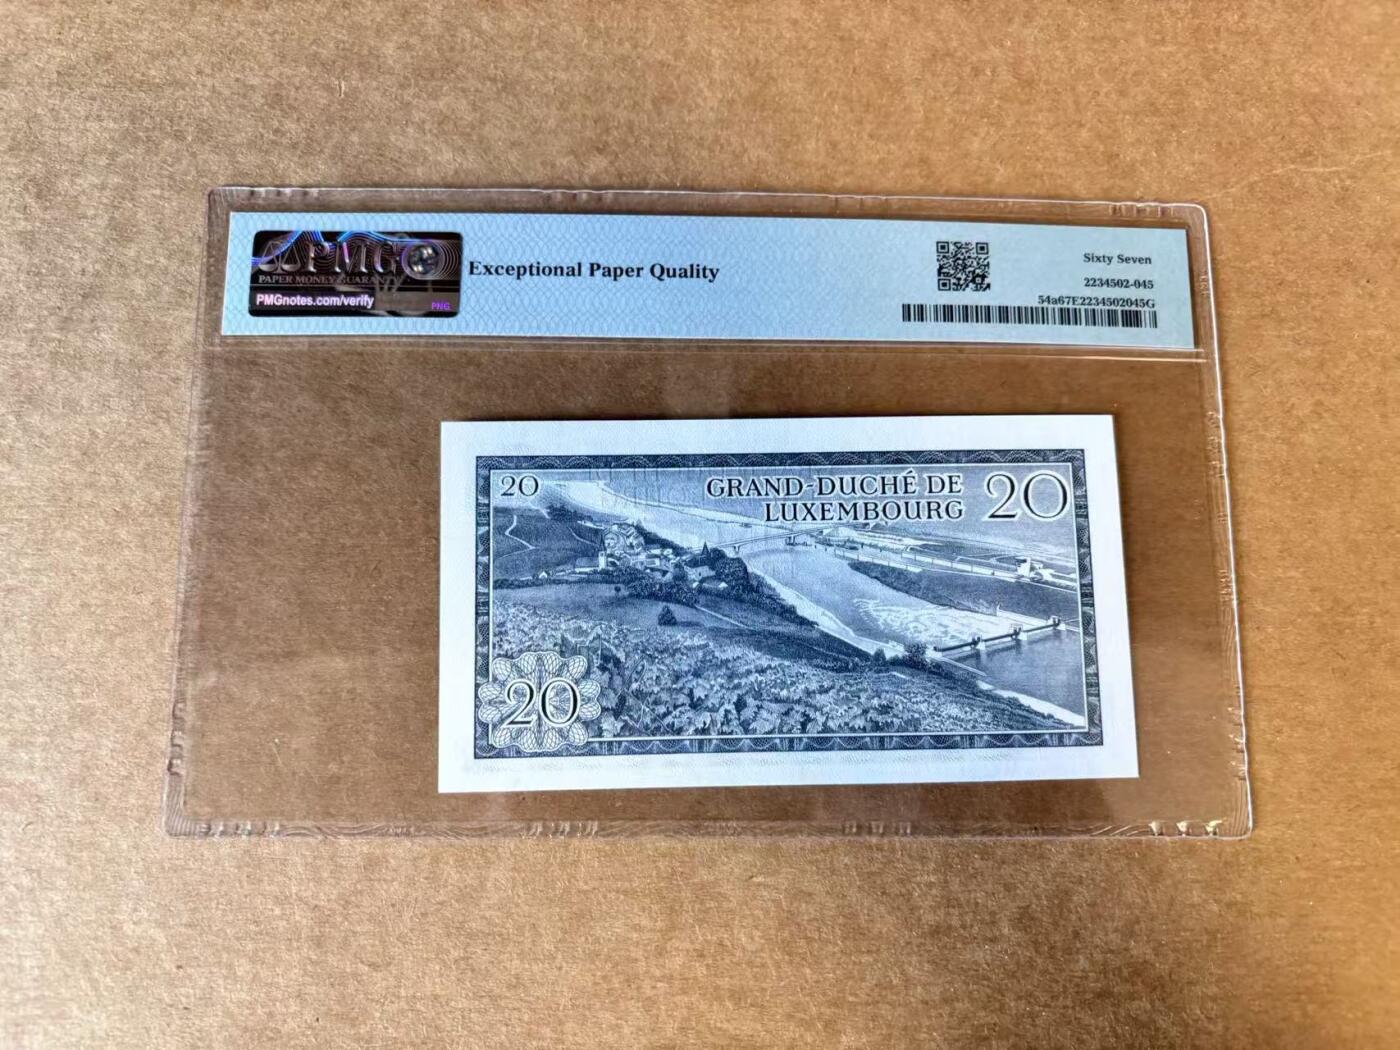 PMG
PAPER MONEY GUARANTY
PMGnotes.com/verify
PNG
Exceptional Paper Quality
Sixty Seven
2234502-045
54a67E2234502045G
20
GRAND-DUCHÉ DE
LUXEMBOURG
20
20